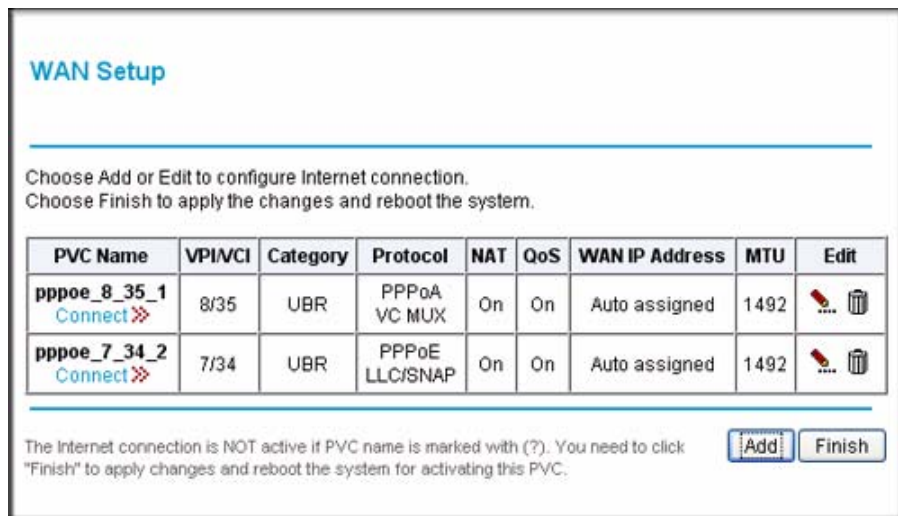 WAN Setup
Choose Add or Edit to configure Internet connection.
Choose Finish to apply the changes and reboot the system.
PVC Name VPI/VCI Category Protocol NAT QoS WAN IP Address MTU Edit
pppoe_8_35_1
Connect
8/35 UBR PPPoA
VC MUX
On On Auto assigned 1492
pppoe_7_34_2
Connect
7/34 UBR PPPoE
LLC/SNAP
On On Auto assigned 1492
The Internet connection is NOT active if PVC name is marked with (?). You need to click
"Finish" to apply changes and reboot the system for activating this PVC.
Add Finish